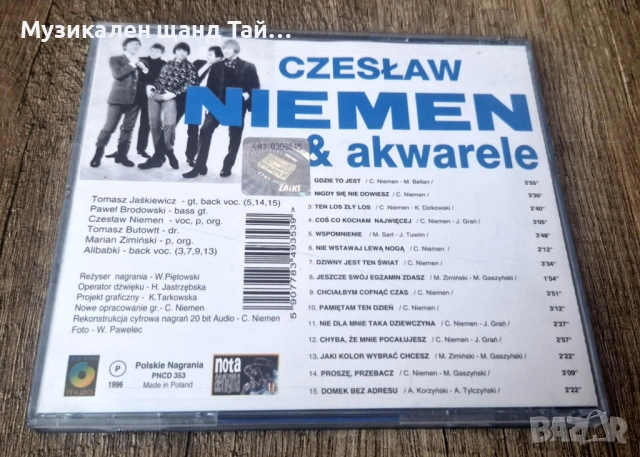 Музикален шанд Тай…
CZESŁAW
NIEMEN
& akwarele
0308845
ZAIKS
Tomasz Jaśkiewicz - gt, back voc. (5,14,15)
Paweł Brodowski - bass gt.
Czesław Niemen - voc, p, org.
Tomasz Butowtt - dr.
Marian Zimiński - p, org.
Alibabki - back voc. (3,7,9,13)
Reżyser nagrania - W.Piętowski
Operator dźwięku - H. Jastrzębska
Projekt graficzny - K.Tarkowska
Nowe opracowanie gr.- C. Niemen
Rekonstrukcja cyfrowa nagrań 20 bit Audio - C. Niemen
Foto - W. Pawelec
5 907783 493539 >
1. GDZIE TO JEST / C. Niemen - M. Bellan / 2'55"
2. NIGDY SIĘ NIE DOWIESZ / C. Niemen / 3'30"
3. TEN LOS ZŁY LOS / C. Niemen - K. Dzikowski / 2'40"
4. COŚ CO KOCHAM NAJWIĘCEJ / C. Niemen - J. Grań / 3'05"
5. WSPOMNIENIE / M. Sart - J. Tuwim / 2'48"
6. NIE WSTAWAJ LEWĄ NOGĄ / C. Niemen / 2'12"
7. DZIWNY JEST TEN ŚWIAT / C. Niemen / 3'34"
8. JESZCZE SWÓJ EGZAMIN ZDASZ / M. Zimiński - M. Gaszyński / 1'54"
9. CHCIAŁBYM COFNĄĆ CZAS / C. Niemen / 3'51"
10. PAMIĘTAM TEN DZIEŃ / C. Niemen / 3'12"
11. NIE DLA MNIE TAKA DZIEWCZYNA / C. Niemen - J. Grań / 2'27"
12. CHYBA, ŻE MNIE POCAŁUJESZ / C. Niemen - J. Grań / 2'57"
13. JAKI KOLOR WYBRAĆ CHCESZ / M. Zimiński - M. Gaszyński / 2'23"
14. PROSZĘ, PRZEBACZ / C. Niemen - M. Gaszyński / 3'09"
15. DOMEK BEZ ADRESU / A. Korzyński - A. Tylczyński / 2'22"
P
1996
Polskie Nagrania
PNCD 353
Made in Poland
nota
BAZAR